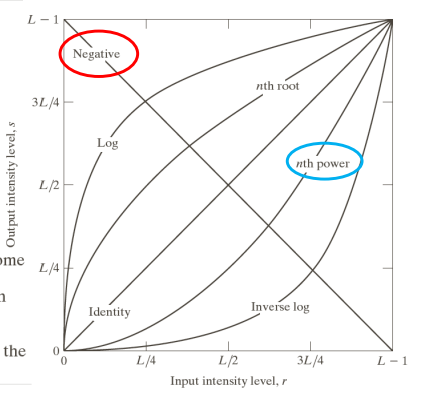 L − 1
Negative
nth root
3L/4
Log
nth power
L/2
Output intensity level, s
ome
L/4
n
Identity
Inverse log
the
0
0
L/4
L/2
3L/4
L − 1
Input intensity level, r